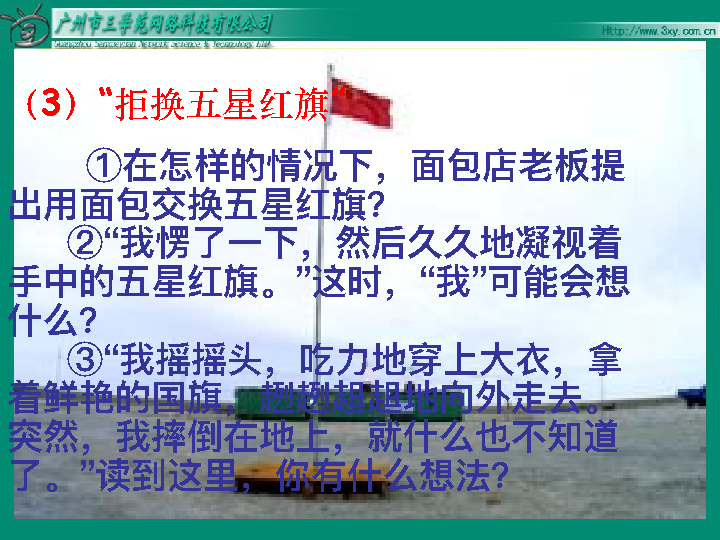 广州市三学苑网络科技有限公司
Guangzhou Sanxueyuan Network Science & Technology Ltd.
Http://www.3xy.com.cn
（3）“拒换五星红旗”
①在怎样的情况下，面包店老板提
出用面包交换五星红旗？
②“我愣了一下，然后久久地凝视着
手中的五星红旗。”这时，“我”可能会想
什么？
③“我摇摇头，吃力地穿上大衣，拿
着鲜艳的国旗，趔趔趄趄地向外走去。
突然，我摔倒在地上，就什么也不知道
了。”读到这里，你有什么想法？